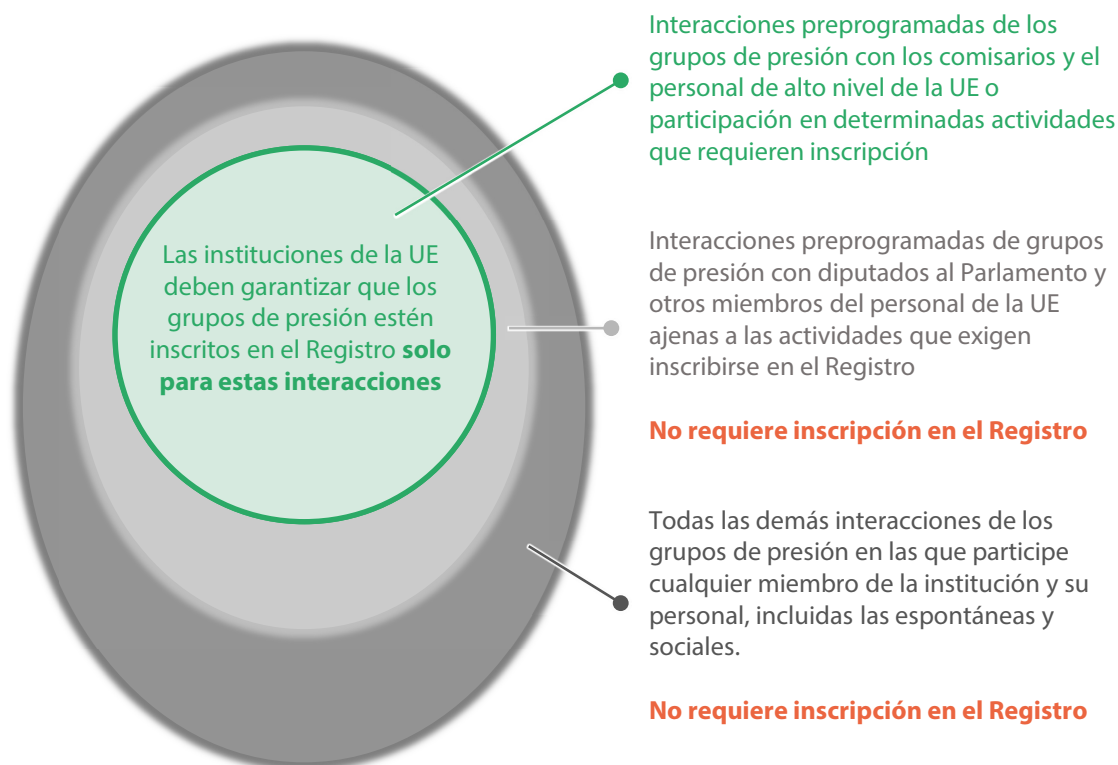 Interacciones preprogramadas de los
grupos de presión con los comisarios y el
personal de alto nivel de la UE o
participación en determinadas actividades
que requieren inscripción
Las instituciones de la UE
deben garantizar que los
grupos de presión estén
inscritos en el Registro solo
para estas interacciones
Interacciones preprogramadas de grupos
de presión con diputados al Parlamento y
otros miembros del personal de la UE
ajenas a las actividades que exigen
inscribirse en el Registro
No requiere inscripción en el Registro
Todas las demás interacciones de los
grupos de presión en las que participe
cualquier miembro de la institución y su
personal, incluidas las espontáneas y
sociales.
No requiere inscripción en el Registro